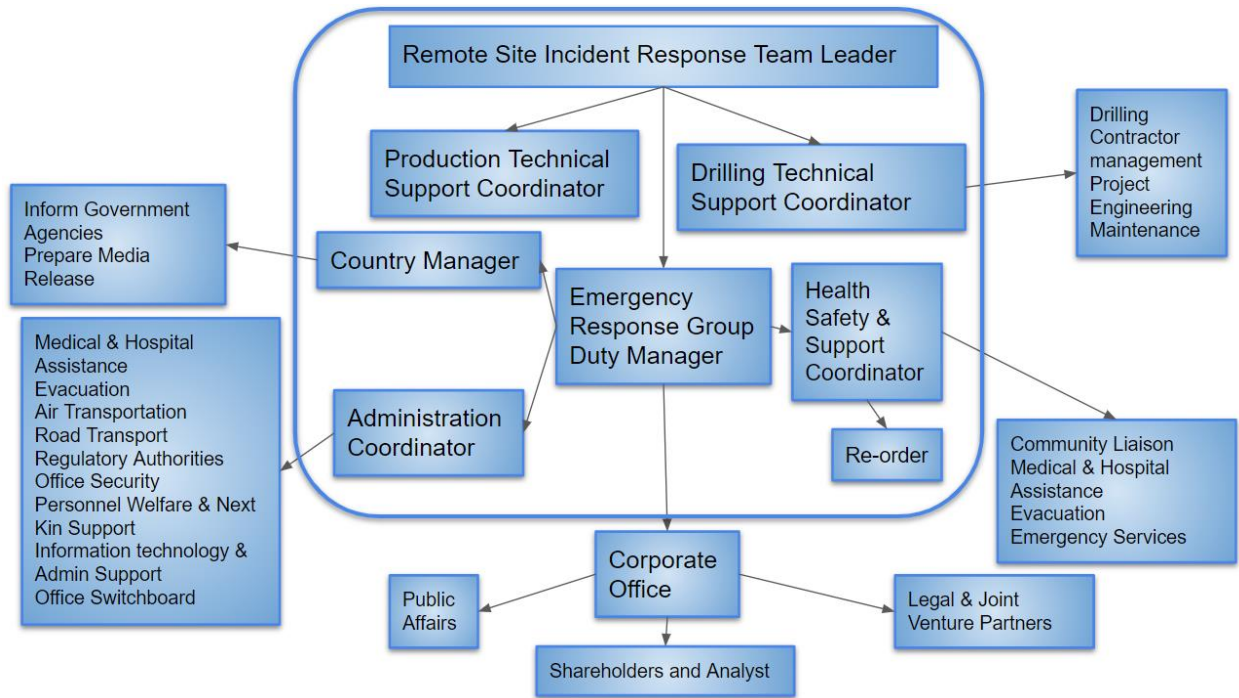 Remote Site Incident Response Team Leader
Production Technical
Support Coordinator
Drilling Technical
Support Coordinator
Drilling
Contractor
management
Project
Engineering
Maintenance
Inform Government
Agencies
Prepare Media
Release
Country Manager
Emergency
Response Group
Duty Manager
Health
Safety &
Support
Coordinator
Medical & Hospital
Assistance
Evacuation
Air Transportation
Road Transport
Regulatory Authorities
Office Security
Personnel Welfare & Next
Kin Support
Information technology &
Admin Support
Office Switchboard
Administration
Coordinator
Re-order
Community Liaison
Medical & Hospital
Assistance
Evacuation
Emergency Services
Corporate
Office
Public
Affairs
Legal & Joint
Venture Partners
Shareholders and Analyst